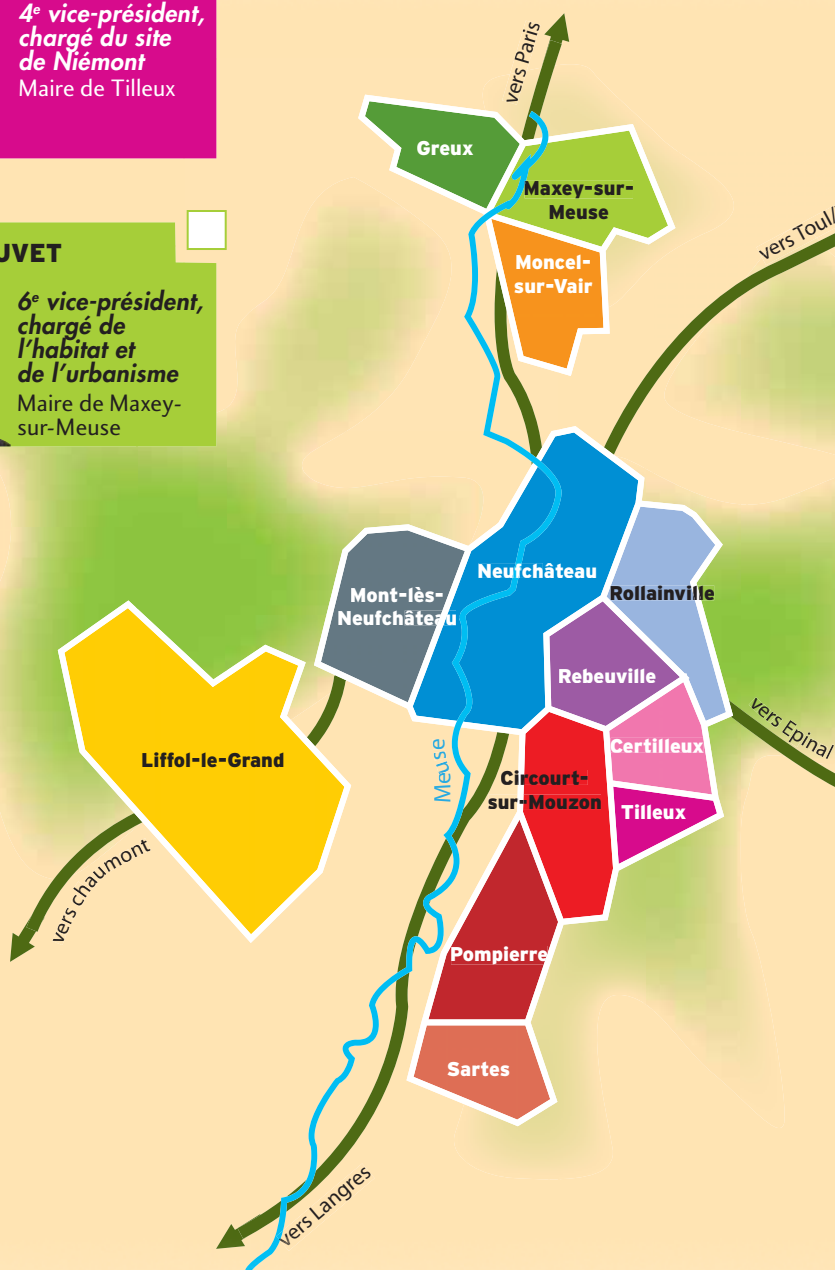 4e vice-président,
chargé du site
de Niémont
Maire de Tilleux
UVET
6e vice-président,
chargé de
l’habitat et
de l’urbanisme
Maire de Maxey-
sur-Meuse
vers Paris
Greux
Maxey-sur-
Meuse
Moncel-
sur-Vair
vers Toul/
Neufchâteau
Mont-lès-
Neufchâteau
Rollainville
Rebeuville
vers Epinal
Liffol-le-Grand
Meuse
Certilleux
Circourt-
sur-Mouzon
Tilleux
vers chaumont
Pompierre
Sartes
vers Langres